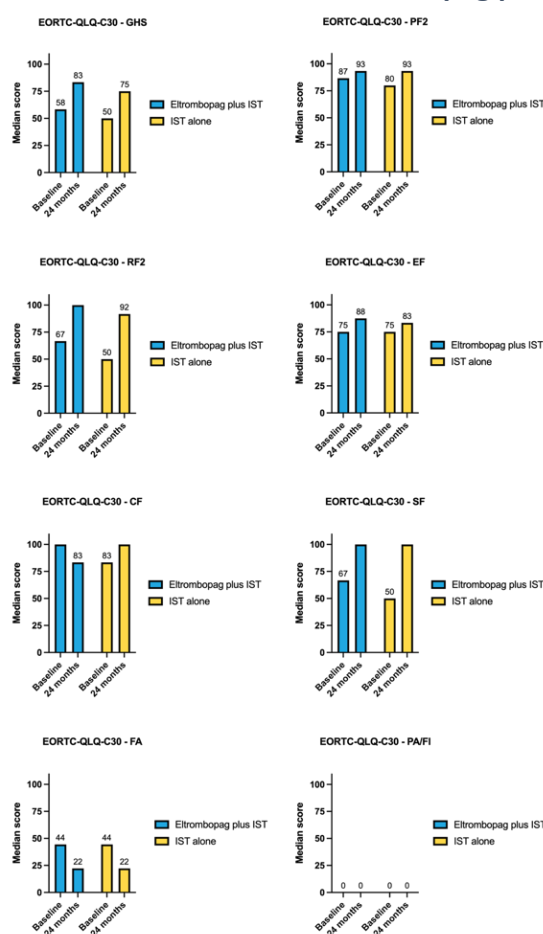 EORTC-QLQ-C30 - GHS
Median score
100
75
50
25
0
58
83
50
75
Baseline
24 months
Baseline
24 months
Eltrombopag plus IST
IST alone
EORTC-QLQ-C30 - PF2
Median score
100
75
50
25
0
87
93
80
93
Baseline
24 months
Baseline
24 months
Eltrombopag plus IST
IST alone
EORTC-QLQ-C30 - RF2
Median score
100
75
50
25
0
67
50
92
Baseline
24 months
Baseline
24 months
Eltrombopag plus IST
IST alone
EORTC-QLQ-C30 - EF
Median score
100
75
50
25
0
75
88
75
83
Baseline
24 months
Baseline
24 months
Eltrombopag plus IST
IST alone
EORTC-QLQ-C30 - CF
Median score
100
75
50
25
0
83
83
Baseline
24 months
Baseline
24 months
Eltrombopag plus IST
IST alone
EORTC-QLQ-C30 - SF
Median score
100
75
50
25
0
67
50
Baseline
24 months
Baseline
24 months
Eltrombopag plus IST
IST alone
EORTC-QLQ-C30 - FA
Median score
100
75
50
25
0
44
22
44
22
Baseline
24 months
Baseline
24 months
Eltrombopag plus IST
IST alone
EORTC-QLQ-C30 - PA/FI
Median score
100
75
50
25
0
0
0
0
0
Baseline
24 months
Baseline
24 months
Eltrombopag plus IST
IST alone